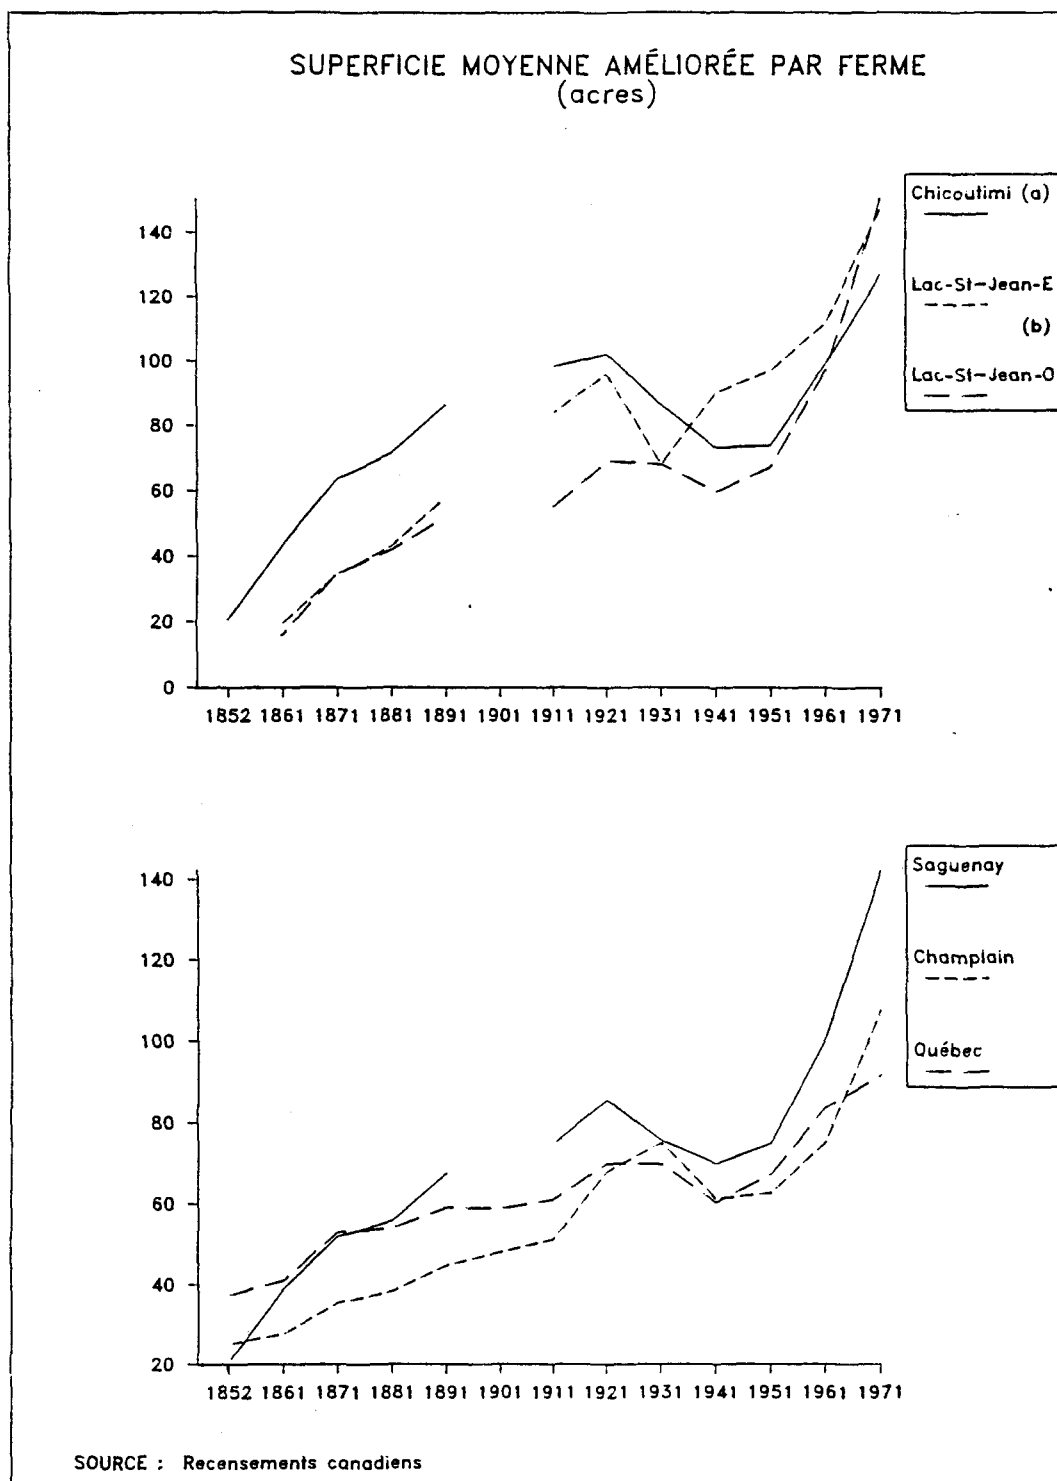 SUPERFICIE MOYENNE AMÉLIORÉE PAR FERME
(acres)
Chicoutimi (a)
Lac-St-Jean-E
(b)
Lac-St-Jean-O
140
120
100
80
60
40
20
0
1852 1861 1871 1881 1891 1901 1911 1921 1931 1941 1951 1961 1971
Saguenay
Champlain
Québec
140
120
100
80
60
40
20
1852 1861 1871 1881 1891 1901 1911 1921 1931 1941 1951 1961 1971
SOURCE : Recensements canadiens